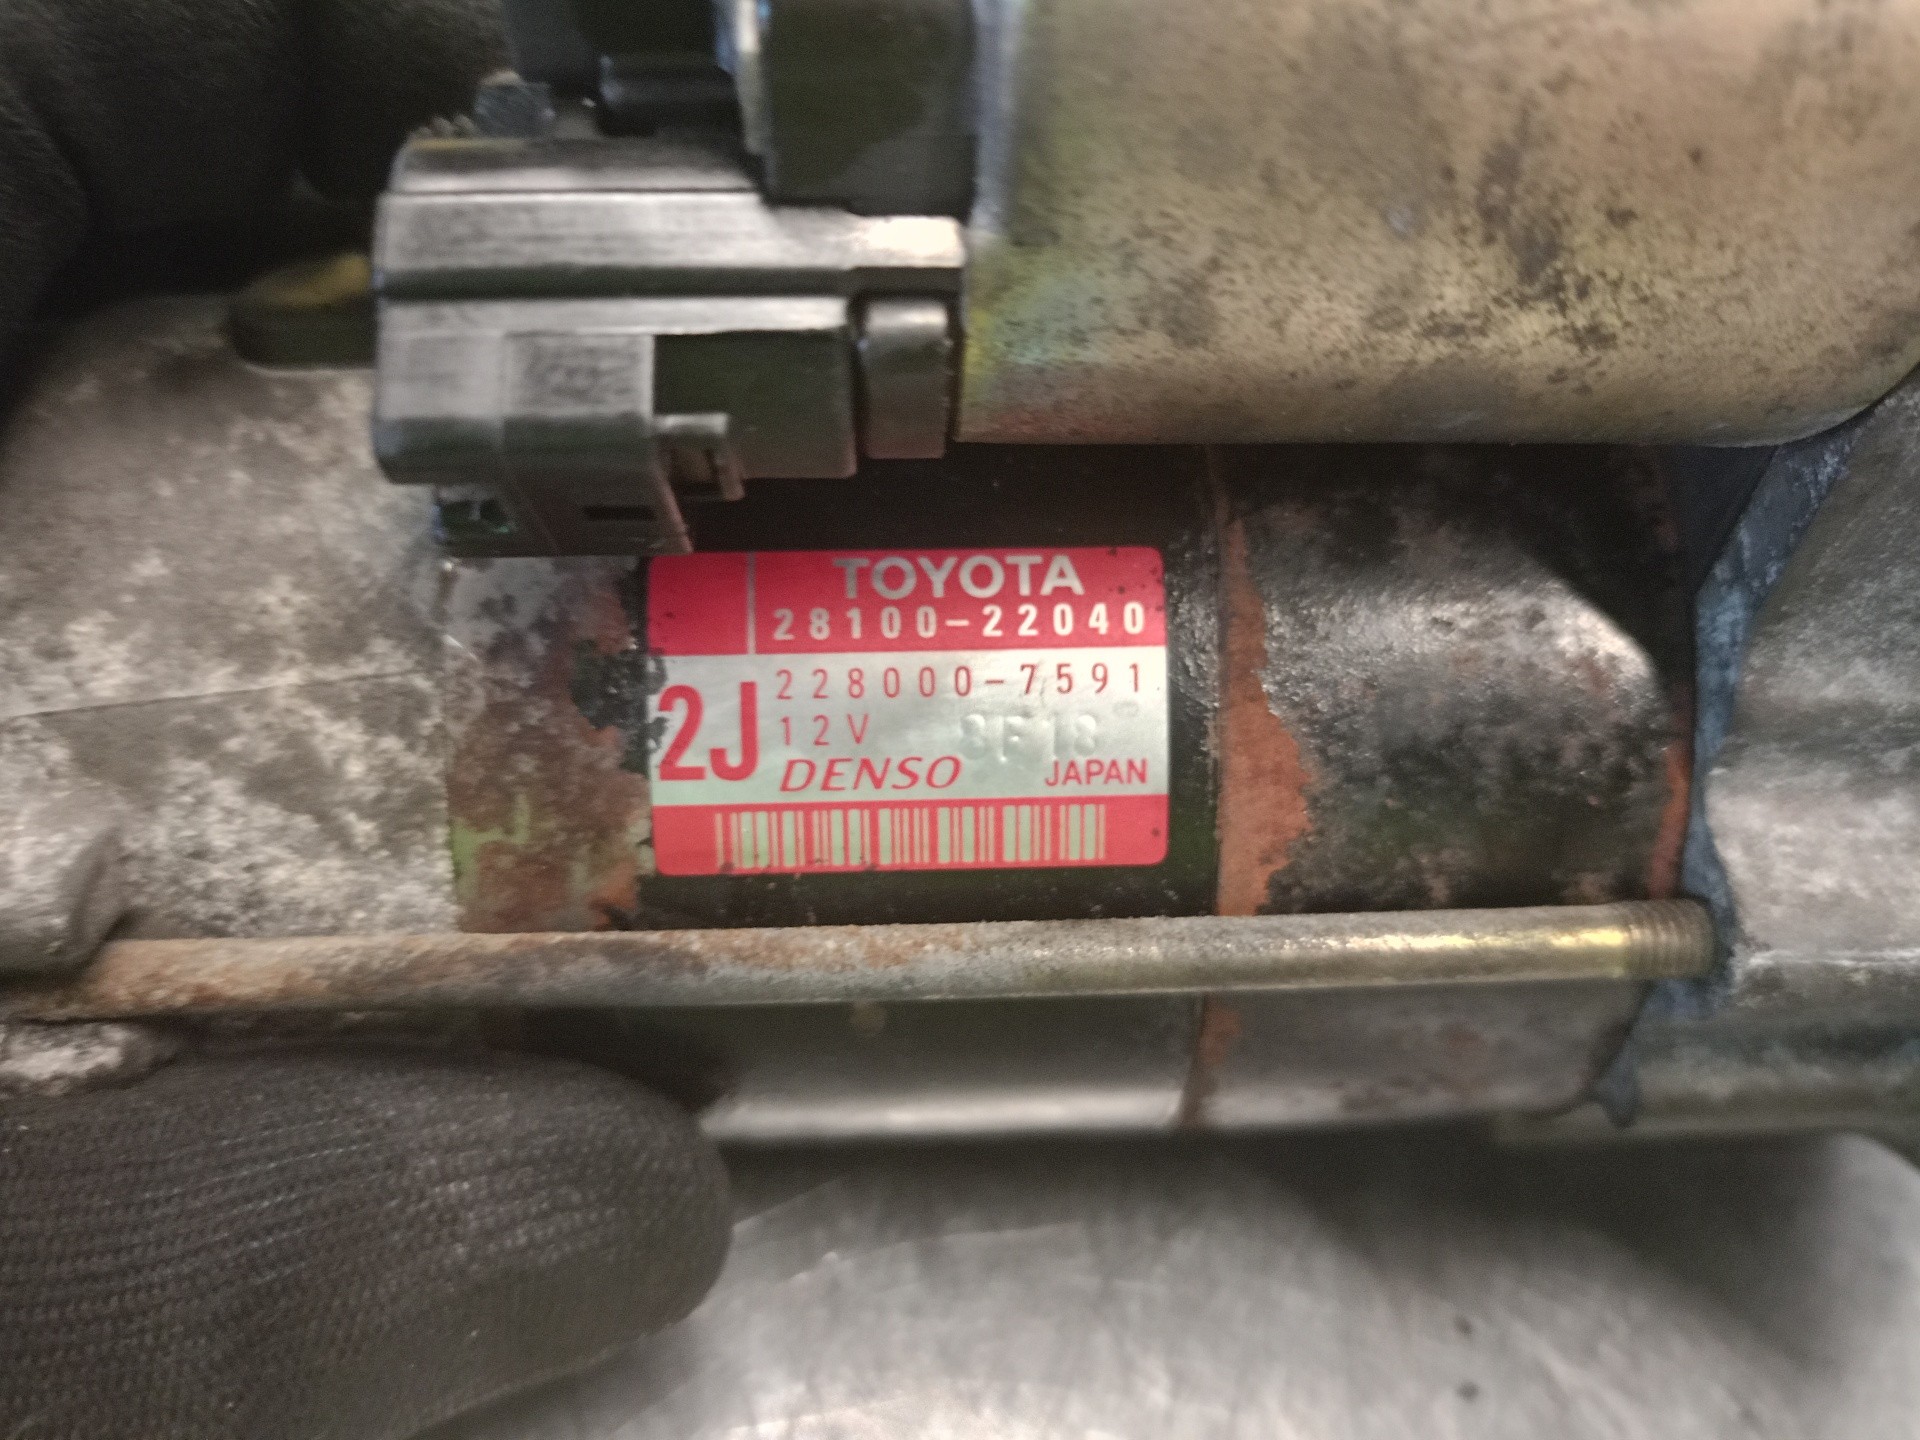 TOYOTA
28100-22040
2J
228000-7591
12V 8F18
DENSO JAPAN